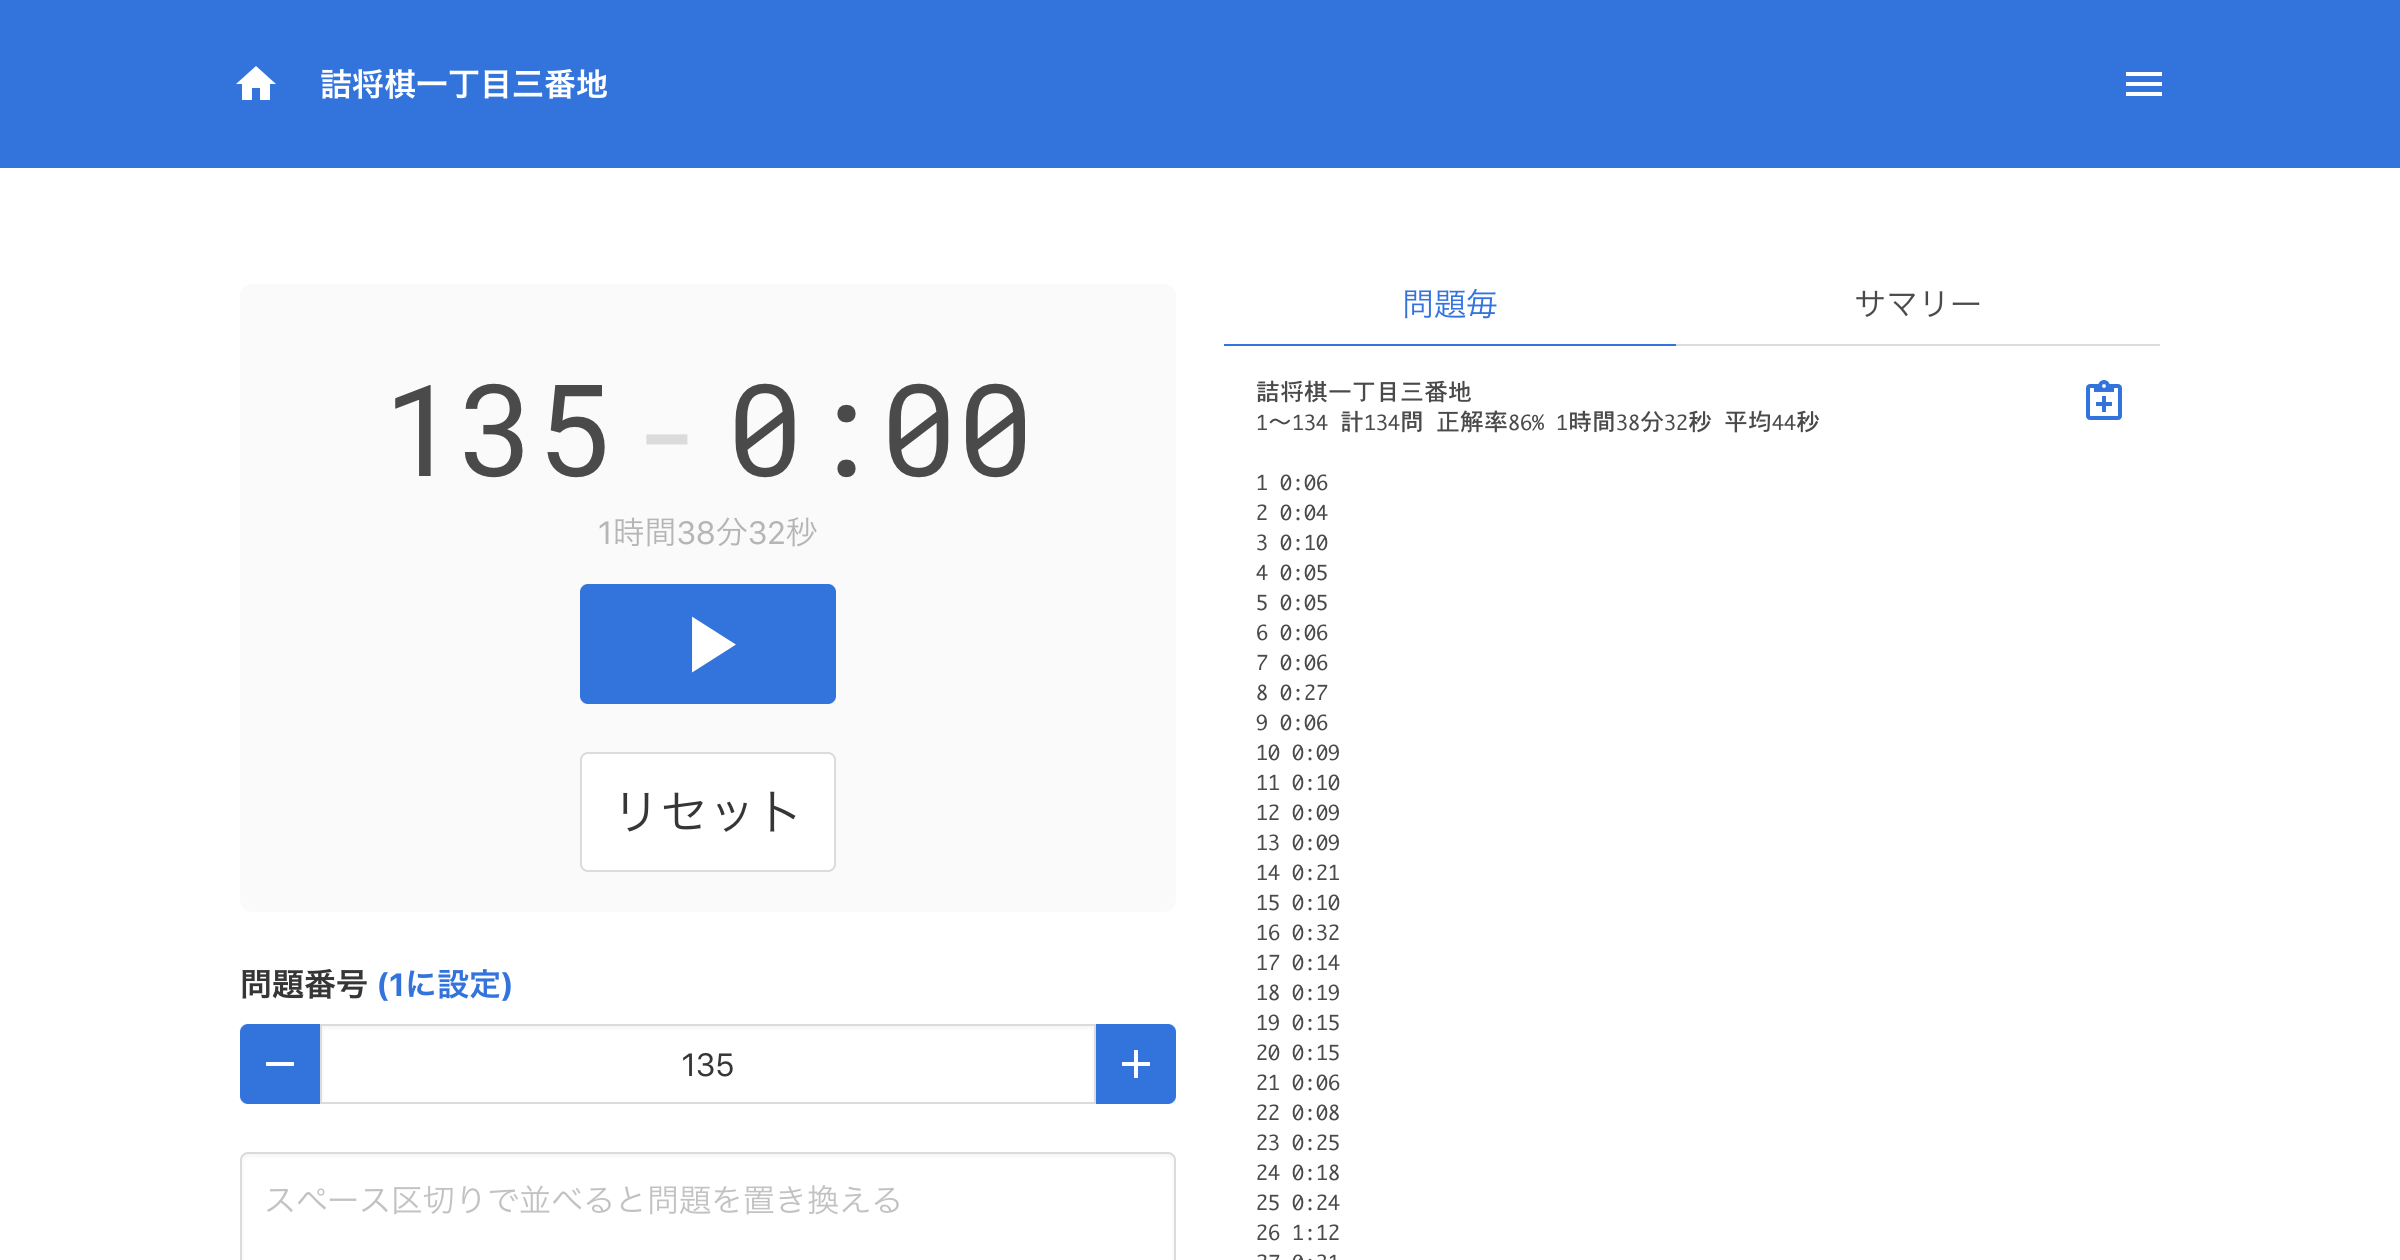 詰将棋一丁目三番地
135 - 0:00
1時間38分32秒
リセット
問題番号 (1に設定)
135
スペース区切りで並べると問題を置き換える
問題毎
サマリー
詰将棋一丁目三番地
1〜134 計134問 正解率86% 1時間38分32秒 平均44秒
1 0:06
2 0:04
3 0:10
4 0:05
5 0:05
6 0:06
7 0:06
8 0:27
9 0:06
10 0:09
11 0:10
12 0:09
13 0:09
14 0:21
15 0:10
16 0:32
17 0:14
18 0:19
19 0:15
20 0:15
21 0:06
22 0:08
23 0:25
24 0:18
25 0:24
26 1:12